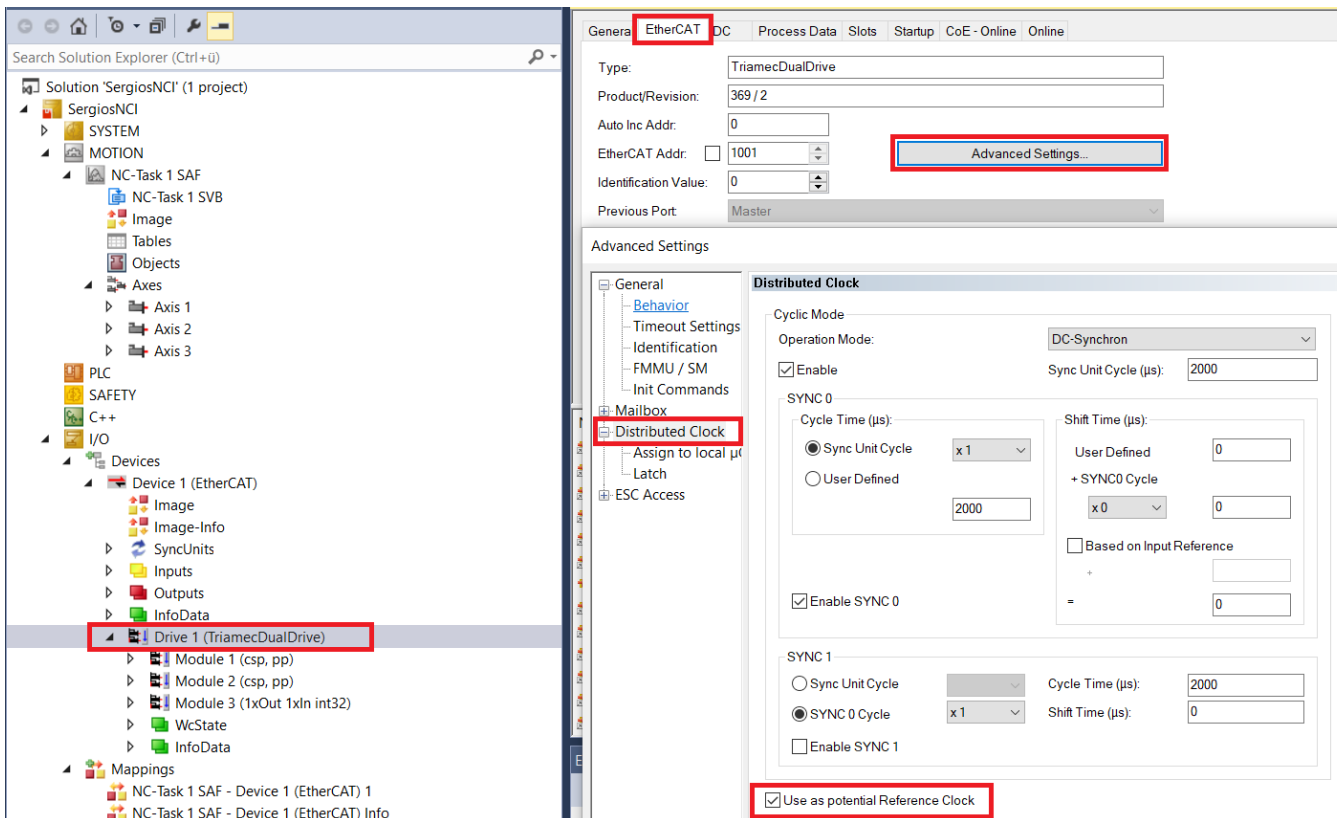 Search Solution Explorer (Ctrl+ü)
Solution 'SergiosNCI' (1 project)
SergiosNCI
SYSTEM
MOTION
NC-Task 1 SAF
NC-Task 1 SVB
Image
Tables
Objects
Axes
Axis 1
Axis 2
Axis 3
PLC
SAFETY
C++
I/O
Devices
Device 1 (EtherCAT)
Image
Image-Info
SyncUnits
Inputs
Outputs
InfoData
Drive 1 (TriamecDualDrive)
Module 1 (csp, pp)
Module 2 (csp, pp)
Module 3 (1xOut 1xIn int32)
WcState
InfoData
Mappings
NC-Task 1 SAF - Device 1 (EtherCAT) 1
NC-Task 1 SAF - Device 1 (EtherCAT) Info
Genera EtherCAT DC Process Data Slots Startup CoE - Online Online
Type: TriamecDualDrive
Product/Revision: 369 / 2
Auto Inc Addr: 0
EtherCAT Addr: 1001 Advanced Settings...
Identification Value: 0
Previous Port: Master
Advanced Settings
General
Behavior
Timeout Settings
Identification
FMMU / SM
Init Commands
Mailbox
Distributed Clock
Assign to local µ
Latch
ESC Access
Distributed Clock
Cyclic Mode
Operation Mode: DC-Synchron
Enable Sync Unit Cycle (µs): 2000
SYNC 0
Cycle Time (µs): Shift Time (µs):
Sync Unit Cycle x 1 User Defined 0
User Defined + SYNC0 Cycle
2000 x 0 0
Based on Input Reference
+
Enable SYNC 0 = 0
SYNC 1
Sync Unit Cycle Cycle Time (µs): 2000
SYNC 0 Cycle x 1 Shift Time (µs): 0
Enable SYNC 1
Use as potential Reference Clock